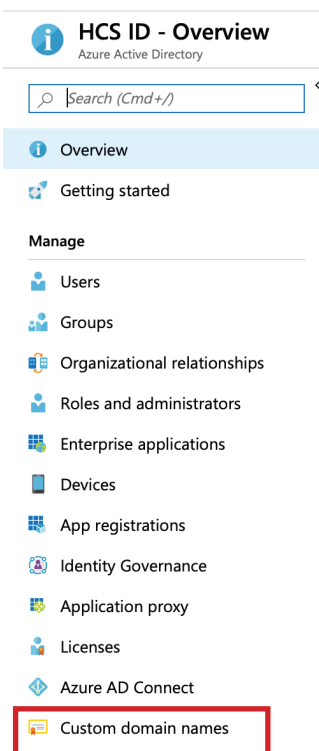 HCS ID - Overview
Azure Active Directory
Search (Cmd+/)
Overview
Getting started
Manage
Users
Groups
Organizational relationships
Roles and administrators
Enterprise applications
Devices
App registrations
Identity Governance
Application proxy
Licenses
Azure AD Connect
Custom domain names